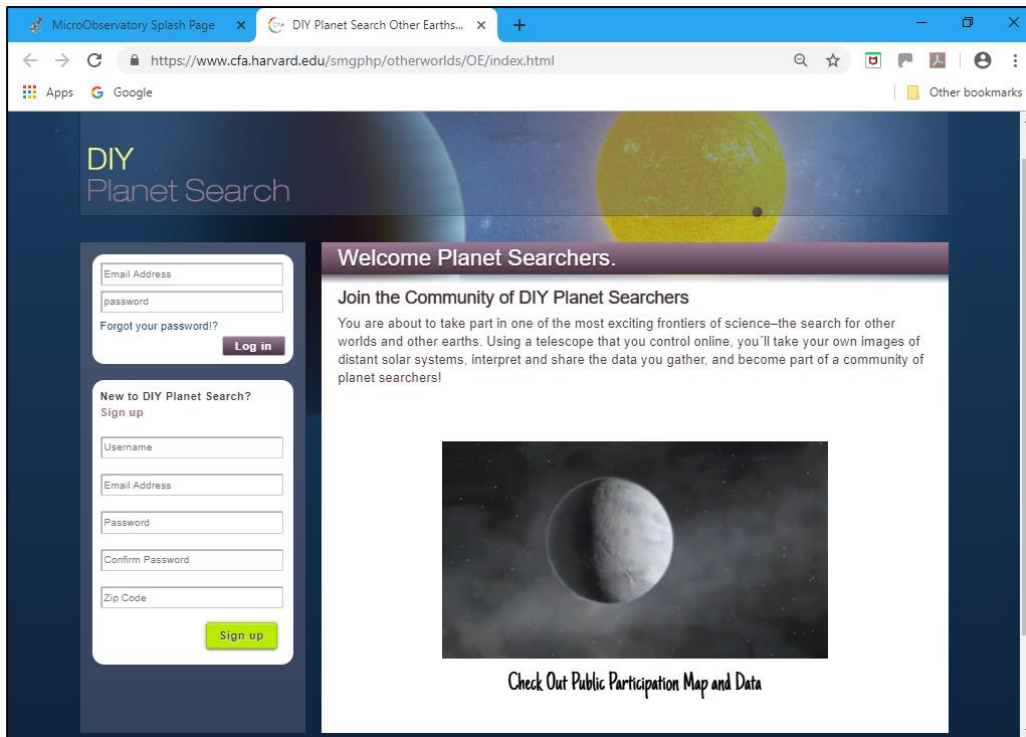 MicroObservatory Splash Page
DIY Planet Search Other Earths...
https://www.cfa.harvard.edu/smgphp/otherworlds/OE/index.html
Apps
Google
Other bookmarks
DIY
Planet Search
Email Address
password
Forgot your password!?
Log in
New to DIY Planet Search?
Sign up
Username
Email Address
Password
Confirm Password
Zip Code
Sign up
Welcome Planet Searchers.
Join the Community of DIY Planet Searchers
You are about to take part in one of the most exciting frontiers of science–the search for other
worlds and other earths. Using a telescope that you control online, you´ll take your own images of
distant solar systems, interpret and share the data you gather, and become part of a community of
planet searchers!
Check Out Public Participation Map and Data